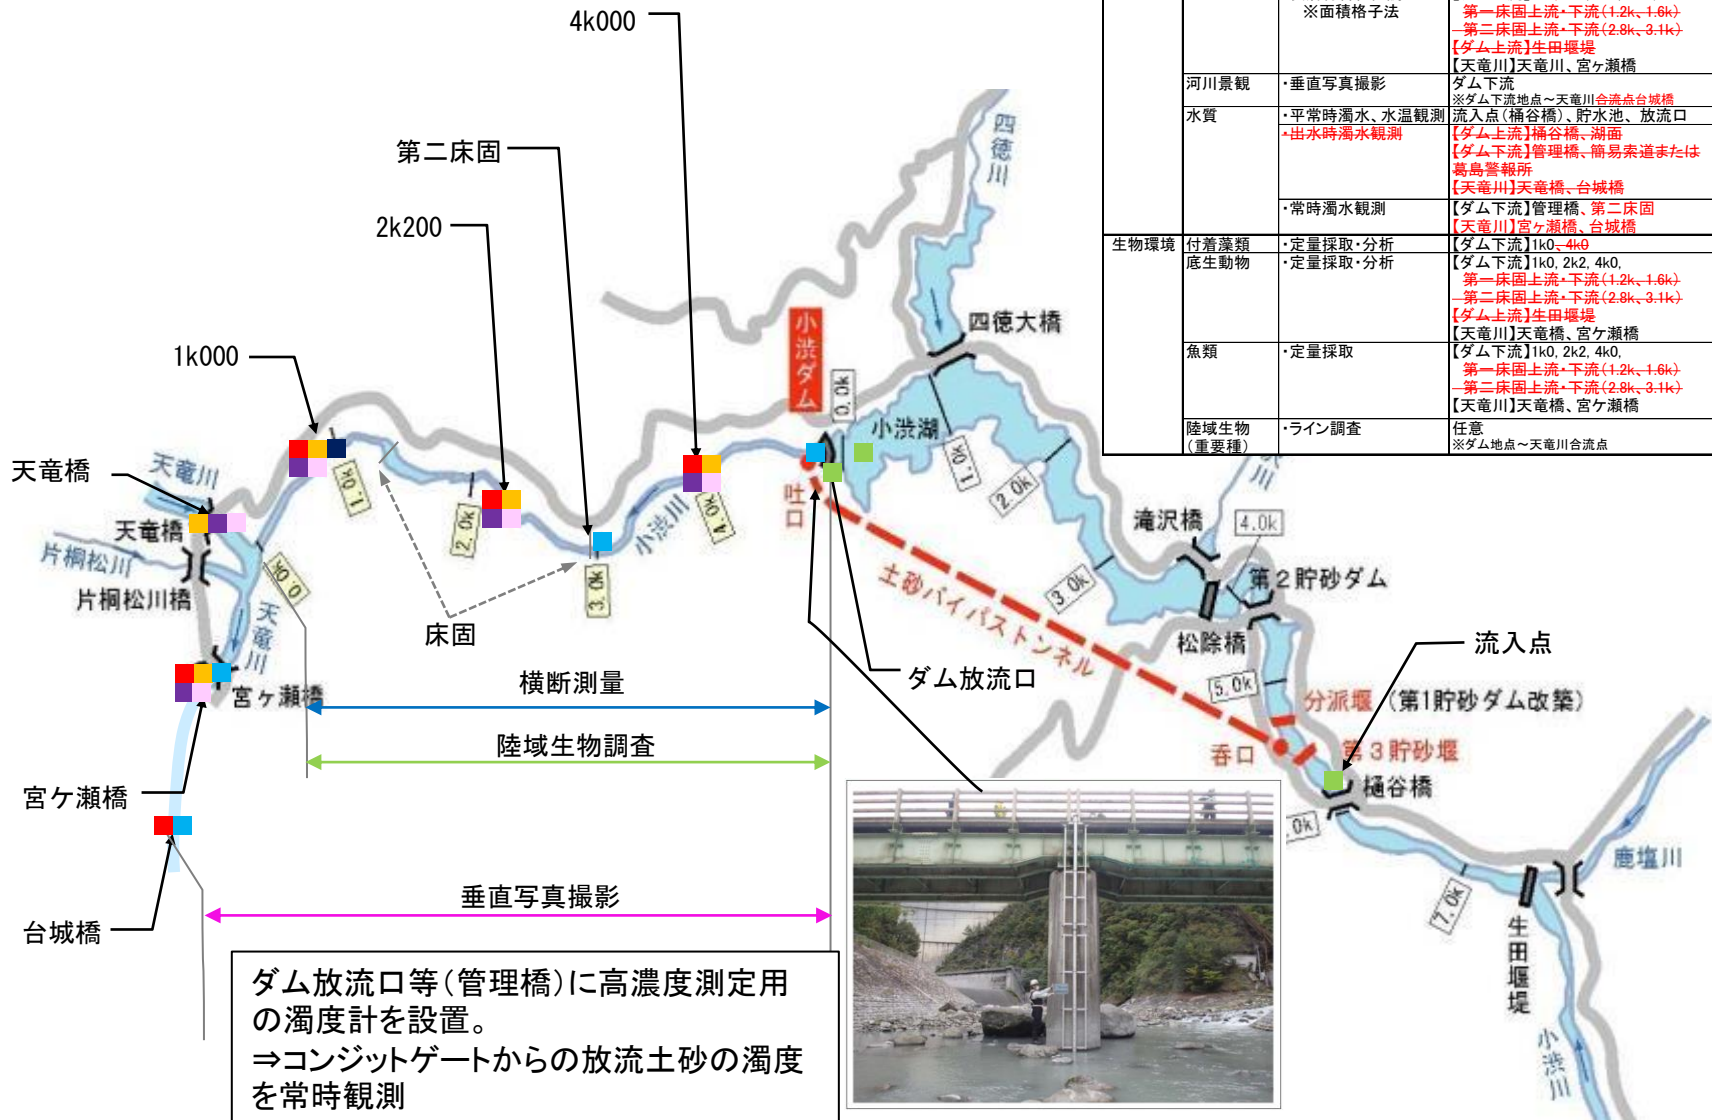 4k000
第二床固
2k200
1k000
天竜橋
天竜川
天竜橋
片桐松川
片桐松川橋
天竜川
宮ヶ瀬橋
宮ケ瀬橋
台城橋
0.0k
1.0k
2.0k
3.0k
4.0k
床固
小渋川
小渋ダム
吐口
0.0k
小渋湖
四徳川
四徳大橋
1.0k
2.0k
3.0k
滝沢橋
4.0k
第2貯砂ダム
松除橋
土砂バイパストンネル
ダム放流口
5.0k
分派堰
(第1貯砂ダム改築)
呑口
第3貯砂堰
流入点
樋谷橋
.0k
7.0k
鹿塩川
生田堰堤
小渋川
横断測量
陸域生物調査
垂直写真撮影
ダム放流口等(管理橋)に高濃度測定用
の濁度計を設置。
⇒コンジットゲートからの放流土砂の濁度
を常時観測
※面積格子法
第一床固上流・下流(1.2k、1.6k)
第二床固上流・下流(2.8k、3.1k)
【ダム上流】生田堰堤
【天竜川】天竜川、宮ヶ瀬橋
河川景観
・垂直写真撮影
ダム下流
※ダム下流地点～天竜川合流点台城橋
水質
・平常時濁水、水温観測
流入点(桶谷橋)、貯水池、放流口
・出水時濁水観測
【ダム上流】桶谷橋、湖面
【ダム下流】管理橋、簡易索道または
葛島警報所
【天竜川】天竜橋、台城橋
・常時濁水観測
【ダム下流】管理橋、第二床固
【天竜川】宮ヶ瀬橋、台城橋
生物環境
付着藻類
・定量採取・分析
【ダム下流】1k0、4k0
底生動物
・定量採取・分析
【ダム下流】1k0, 2k2, 4k0,
第一床固上流・下流(1.2k、1.6k)
第二床固上流・下流(2.8k、3.1k)
【ダム上流】生田堰堤
【天竜川】天竜橋、宮ケ瀬橋
魚類
・定量採取
【ダム下流】1k0, 2k2, 4k0,
第一床固上流・下流(1.2k、1.6k)
第二床固上流・下流(2.8k、3.1k)
【天竜川】天竜橋、宮ケ瀬橋
陸域生物
(重要種)
・ライン調査
任意
※ダム地点～天竜川合流点